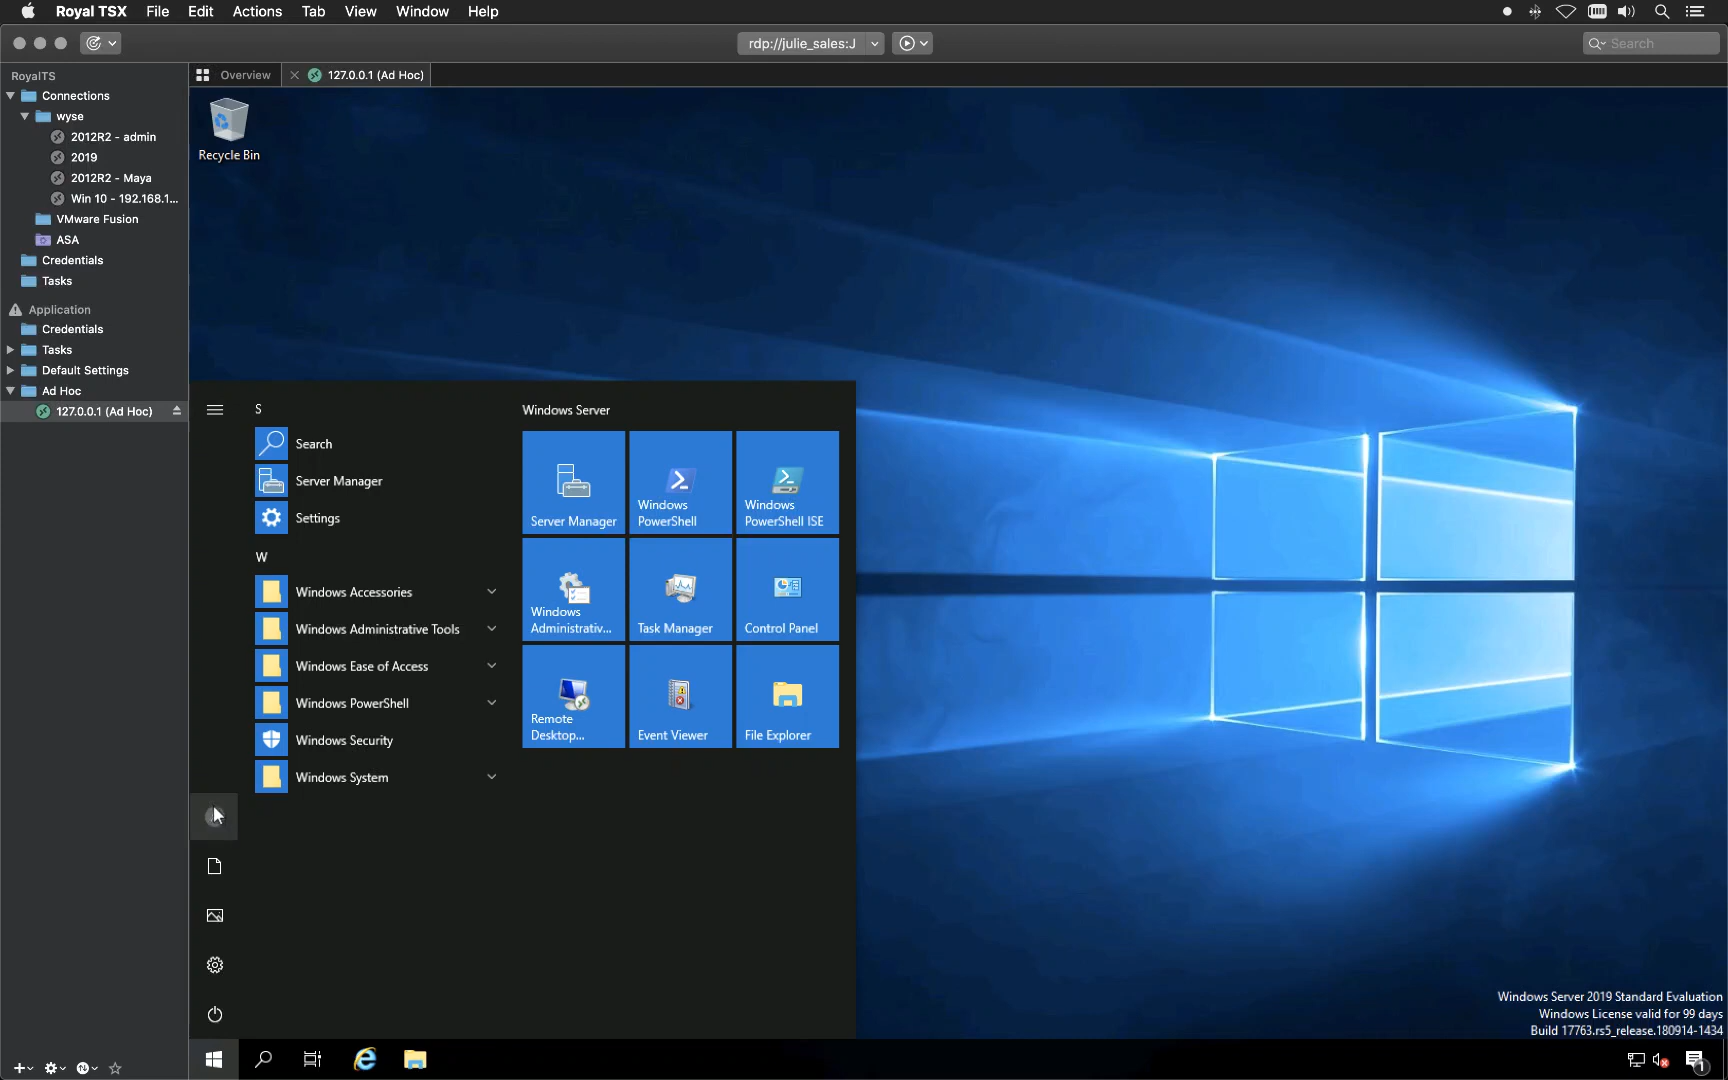 Royal TSX File Edit Actions Tab View Window Help
rdp://julie_sales:J
Search
RoyalTS
Overview
127.0.0.1 (Ad Hoc)
Connections
wyse
2012R2 - admin
2019
2012R2 - Maya
Win 10 - 192.168.1...
VMware Fusion
ASA
Credentials
Tasks
Application
Credentials
Tasks
Default Settings
Ad Hoc
127.0.0.1 (Ad Hoc)
Recycle Bin
S
Search
Server Manager
Settings
W
Windows Accessories
Windows Administrative Tools
Windows Ease of Access
Windows PowerShell
Windows Security
Windows System
Windows Server
Server Manager
Windows
PowerShell
Windows
PowerShell ISE
Windows
Administrativ...
Task Manager
Control Panel
Remote
Desktop...
Event Viewer
File Explorer
Windows Server 2019 Standard Evaluation
Windows License valid for 99 days
Build 17763.rs5_release.180914-1434
1